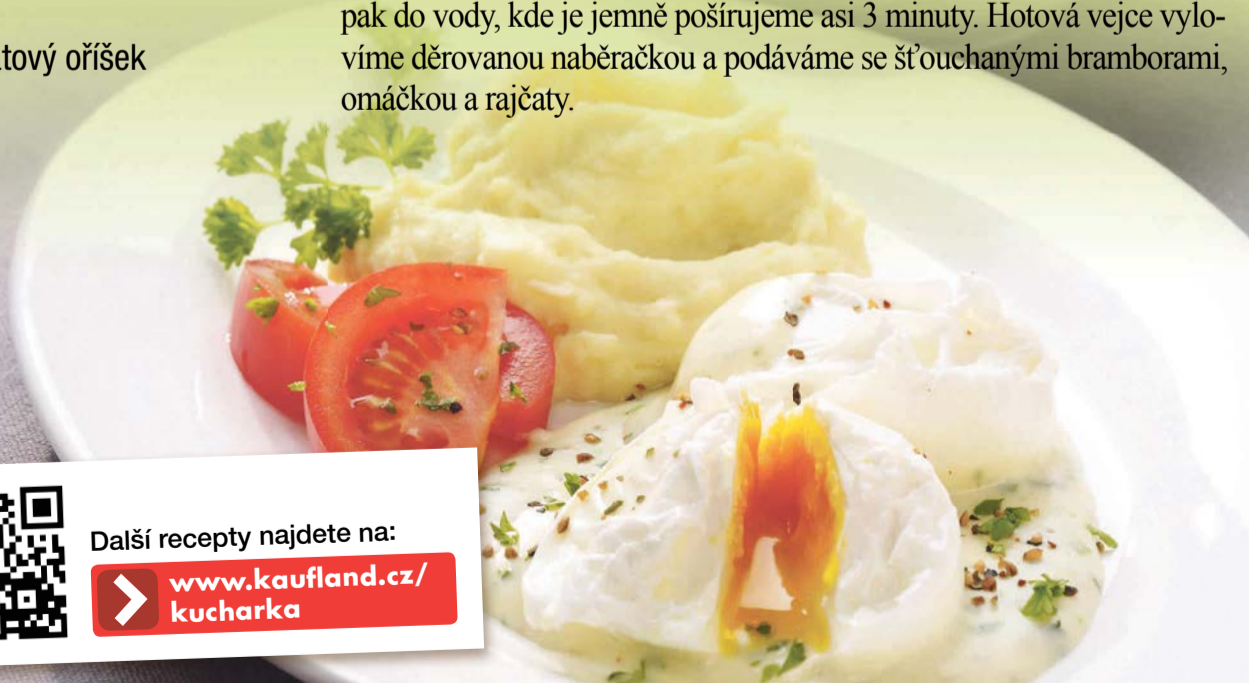 pak do vody, kde je jemně pošírujeme asi 3 minuty. Hotová vejce vylo-
víme děrovanou naběračkou a podáváme se šťouchanými bramborami,
omáčkou a rajčaty.
oříšek
Další recepty najdete na:
www.kaufland.cz/
kucharka